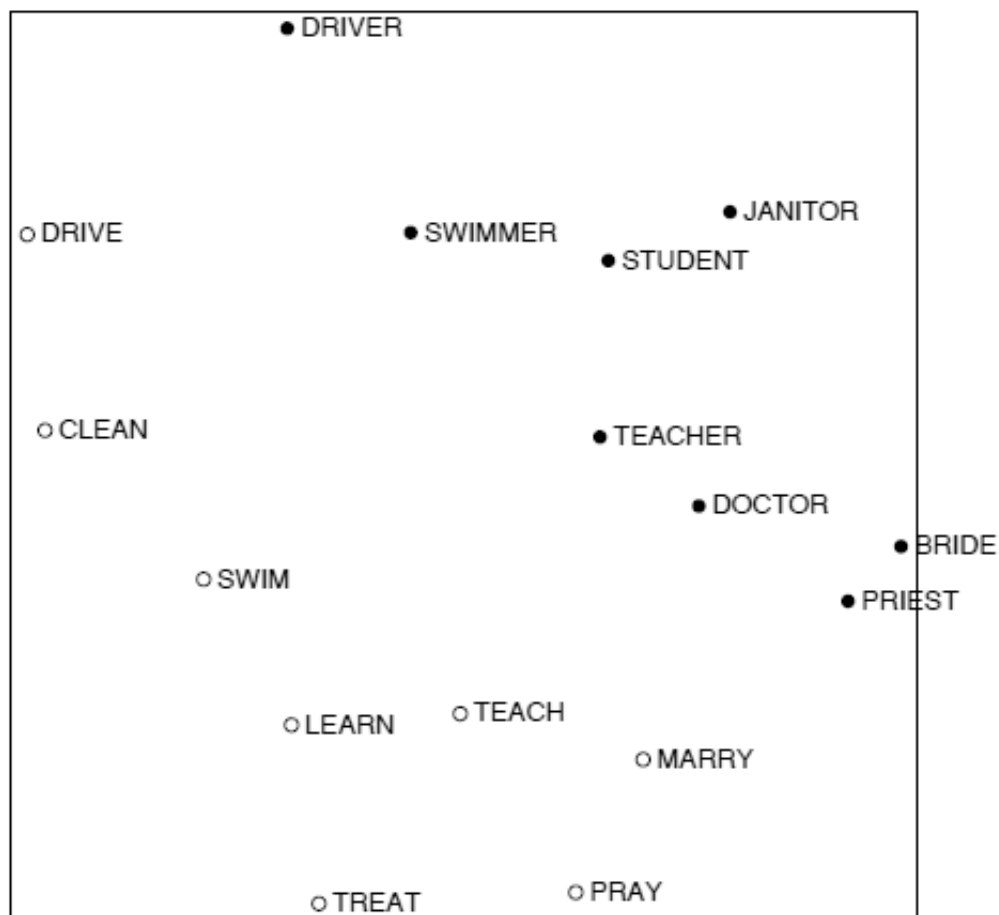 DRIVER
JANITOR
DRIVE
SWIMMER
STUDENT
CLEAN
TEACHER
DOCTOR
BRIDE
SWIM
PRIEST
TEACH
LEARN
MARRY
PRAY
TREAT